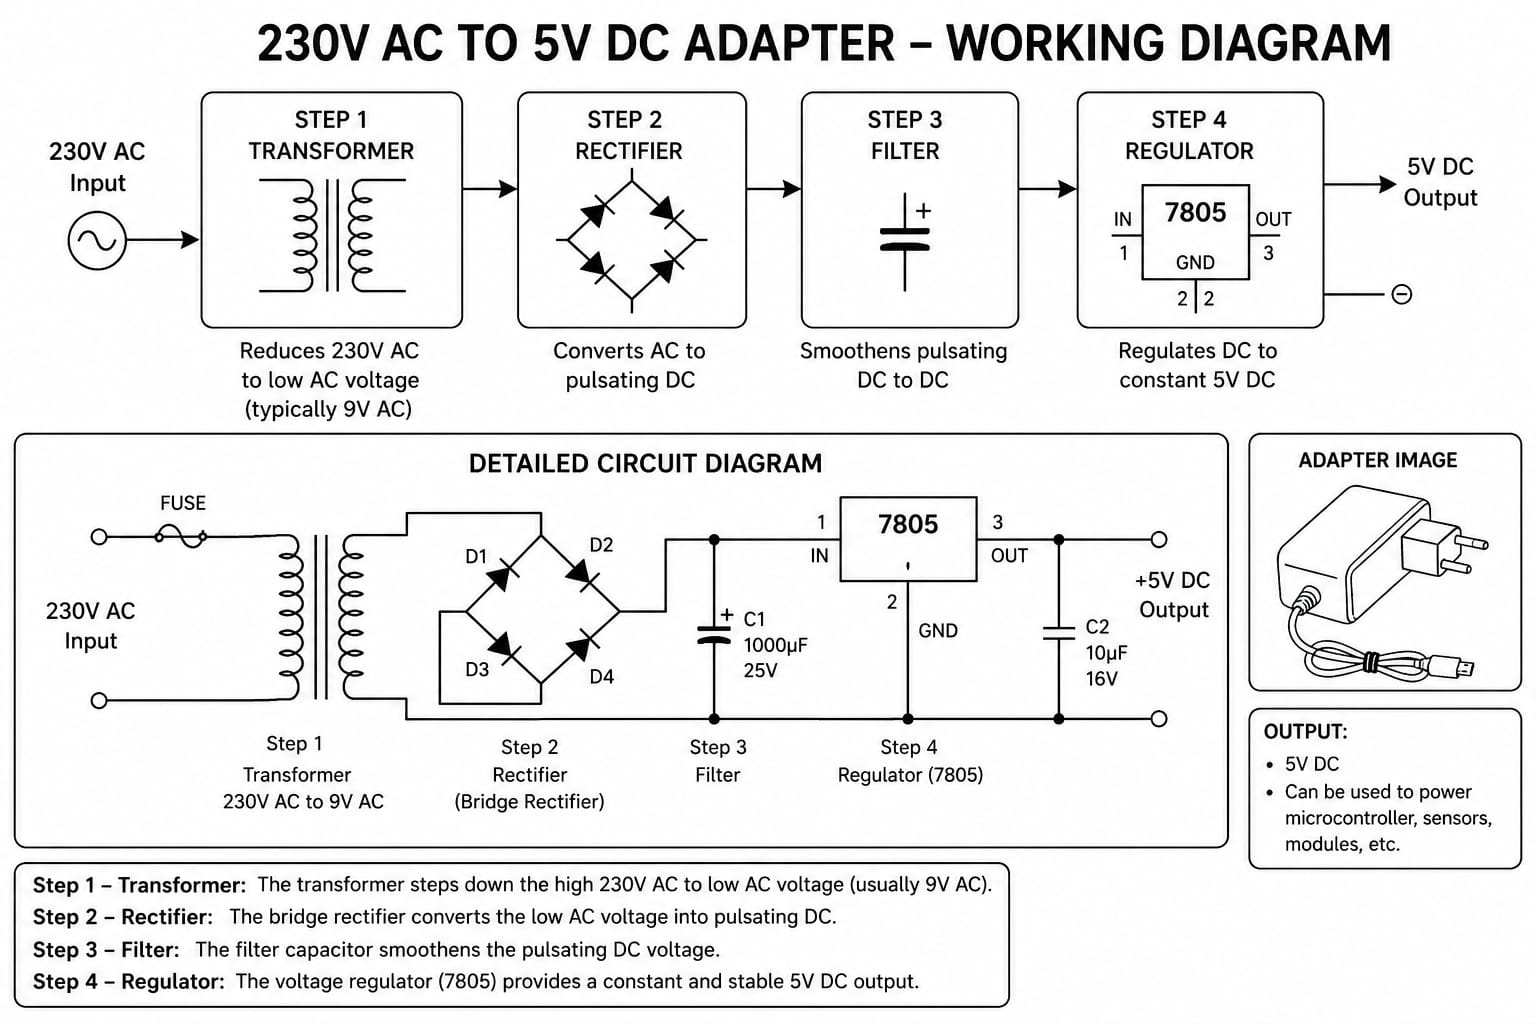 230V AC TO 5V DC ADAPTER – WORKING DIAGRAM
230V AC
Input
STEP 1
TRANSFORMER
Reduces 230V AC
to low AC voltage
(typically 9V AC)
STEP 2
RECTIFIER
Converts AC to
pulsating DC
STEP 3
FILTER
+
Smoothens pulsating
DC to DC
STEP 4
REGULATOR
7805
IN
OUT
1
3
GND
2 2
Regulates DC to
constant 5V DC
5V DC
Output
DETAILED CIRCUIT DIAGRAM
FUSE
230V AC
Input
D1
D2
D3
D4
+ C1
1000µF
25V
1
IN
7805
3
OUT
2
GND
C2
10µF
16V
+5V DC
Output
Step 1
Transformer
230V AC to 9V AC
Step 2
Rectifier
(Bridge Rectifier)
Step 3
Filter
Step 4
Regulator (7805)
ADAPTER IMAGE
OUTPUT:
• 5V DC
• Can be used to power
microcontroller, sensors,
modules, etc.
Step 1 – Transformer: The transformer steps down the high 230V AC to low AC voltage (usually 9V AC).
Step 2 – Rectifier: The bridge rectifier converts the low AC voltage into pulsating DC.
Step 3 – Filter: The filter capacitor smoothens the pulsating DC voltage.
Step 4 – Regulator: The voltage regulator (7805) provides a constant and stable 5V DC output.